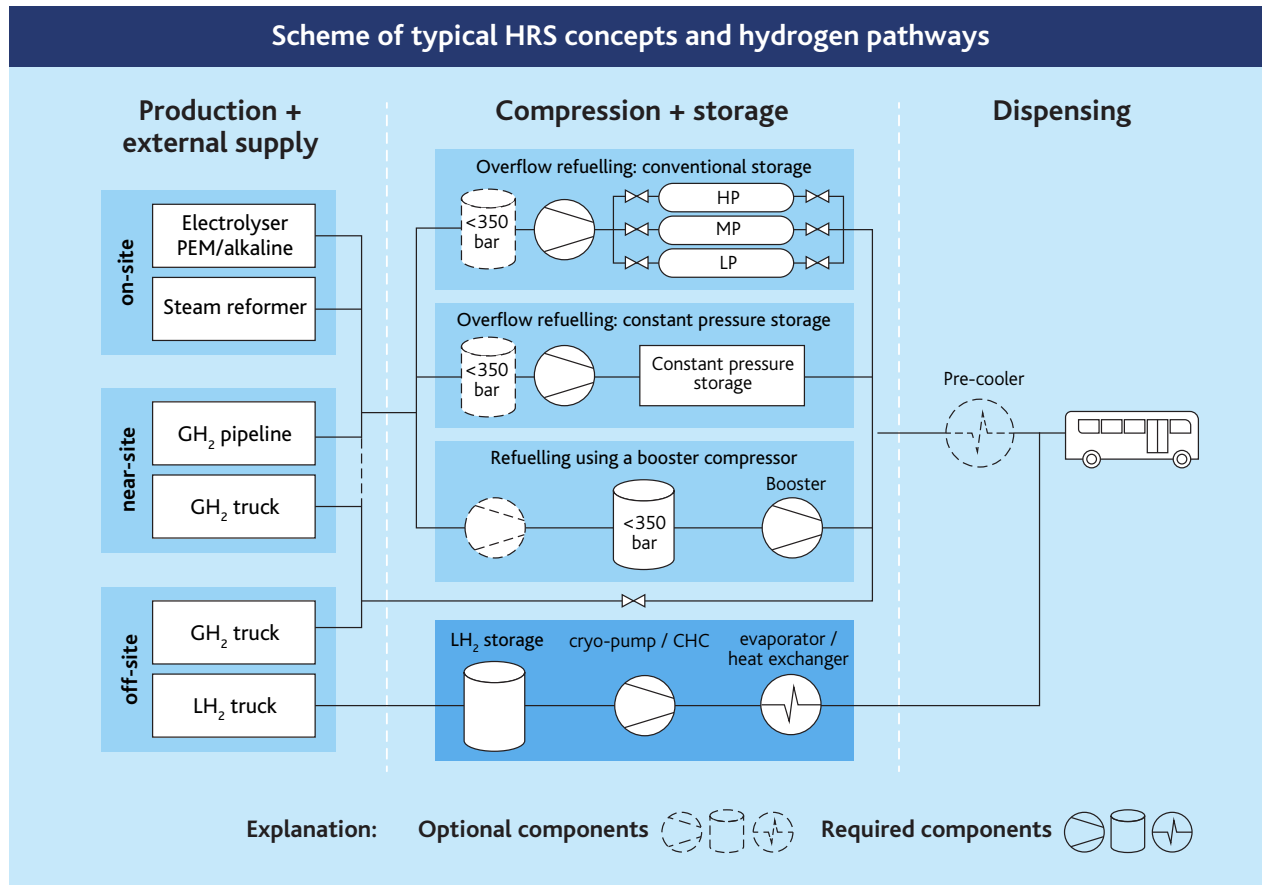 Scheme of typical HRS concepts and hydrogen pathways
Production +
external supply
on-site
Electrolyser
PEM/alkaline
Steam reformer
near-site
GH₂ pipeline
GH₂ truck
off-site
GH₂ truck
LH₂ truck
Compression + storage
Overflow refuelling: conventional storage
<350
bar
HP
MP
LP
Overflow refuelling: constant pressure storage
<350
bar
Constant pressure
storage
Refuelling using a booster compressor
<350
bar
Booster
LH₂ storage
cryo-pump / CHC
evaporator /
heat exchanger
Dispensing
Pre-cooler
Explanation:
Optional components
Required components